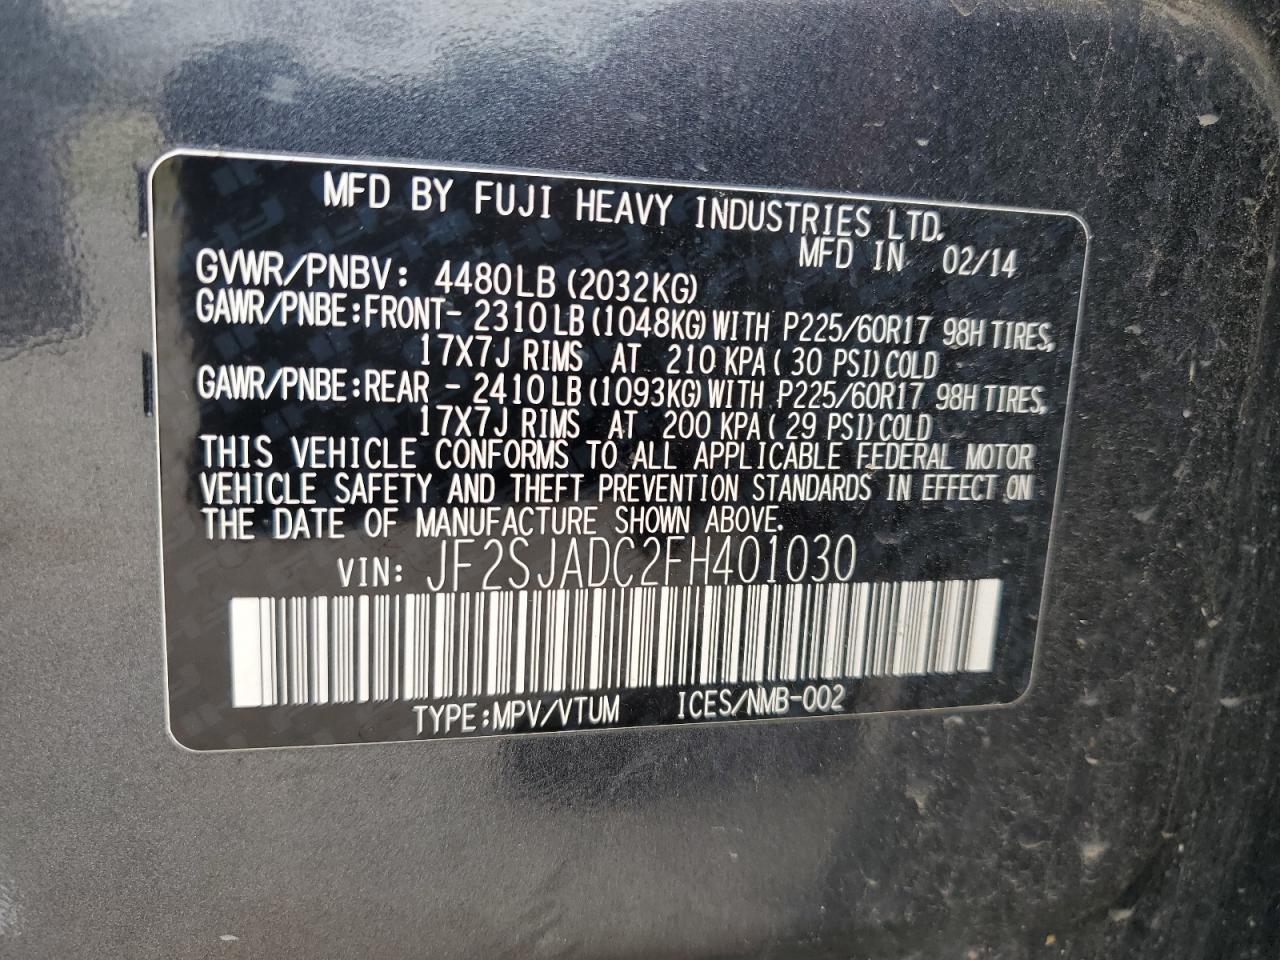 MFD BY FUJI HEAVY INDUSTRIES LTD.
MFD IN 02/14
GVWR/PNBV: 4480LB (2032KG)
GAWR/PNBE:FRONT- 2310LB (1048KG) WITH P225/60R17 98H TIRES,
17X7J RIMS AT 210 KPA ( 30 PSI) COLD
GAWR/PNBE:REAR - 2410LB (1093KG) WITH P225/60R17 98H TIRES,
17X7J RIMS AT 200 KPA ( 29 PSI) COLD
THIS VEHICLE CONFORMS TO ALL APPLICABLE FEDERAL MOTOR
VEHICLE SAFETY AND THEFT PREVENTION STANDARDS IN EFFECT ON
THE DATE OF MANUFACTURE SHOWN ABOVE.
VIN: JF2SJADC2FH401030
TYPE:MPV/VTUM ICES/NMB-002